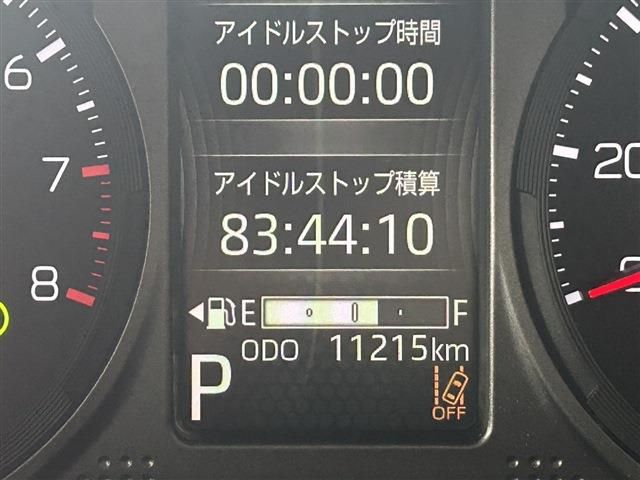 アイドルストップ時間
00:00:00
アイドルストップ積算
83:44:10
E F
ODO 11215km
P
OFF
6
7
8
20